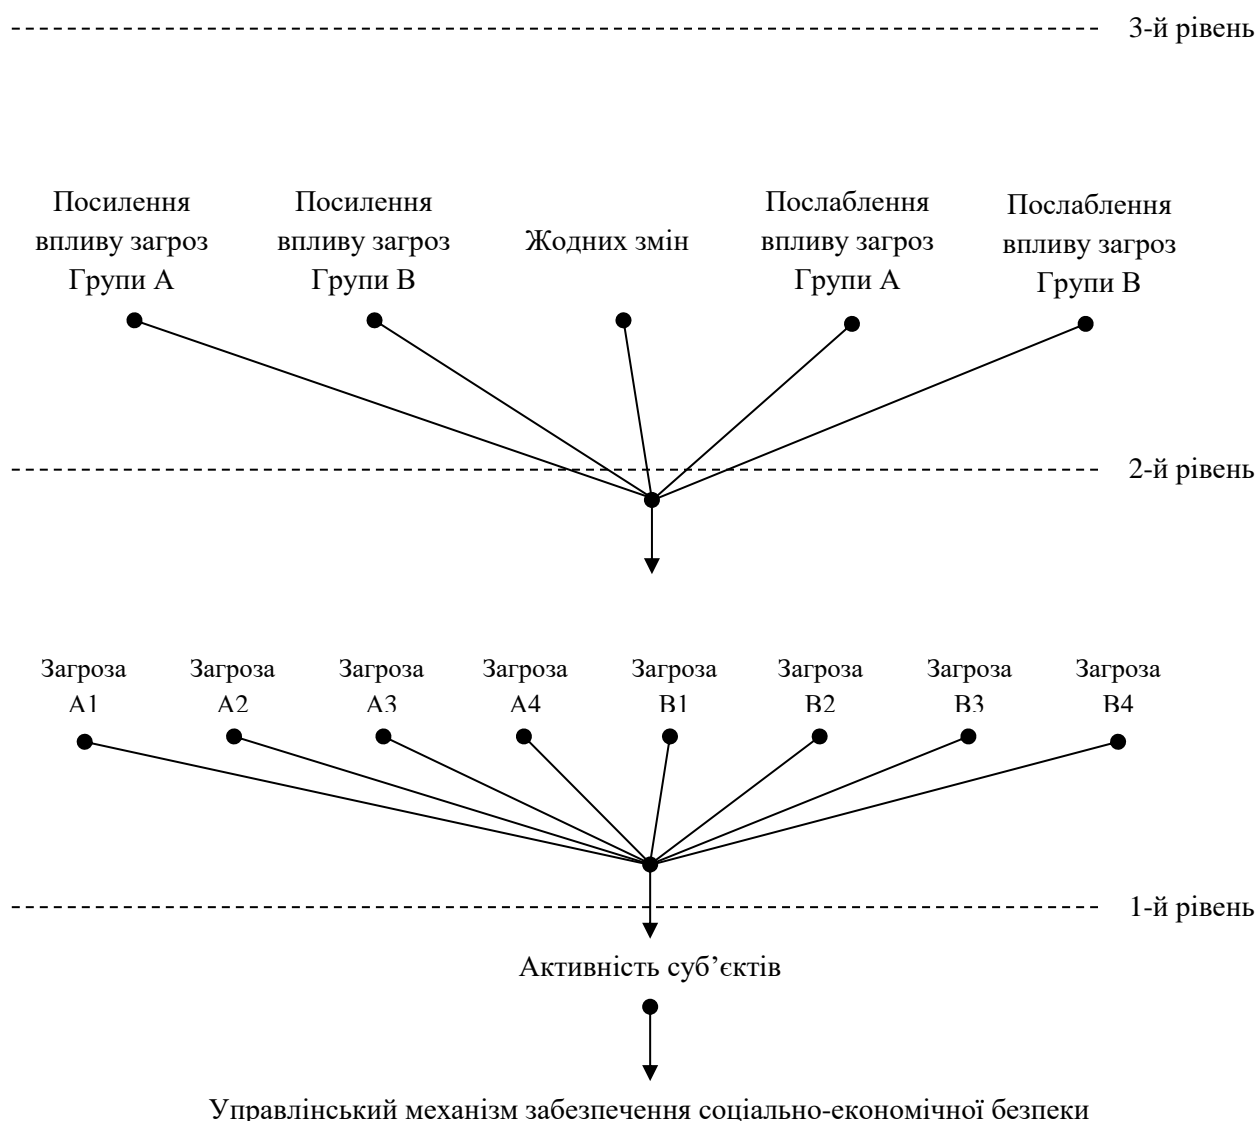 3-й рівень
Посилення
впливу загроз
Групи А
Посилення
впливу загроз
Групи В
Жодних змін
Послаблення
впливу загроз
Групи А
Послаблення
впливу загроз
Групи В
2-й рівень
Загроза
А1
Загроза
А2
Загроза
А3
Загроза
А4
Загроза
В1
Загроза
В2
Загроза
В3
Загроза
В4
1-й рівень
Активність суб’єктів
Управлінський механізм забезпечення соціально-економічної безпеки